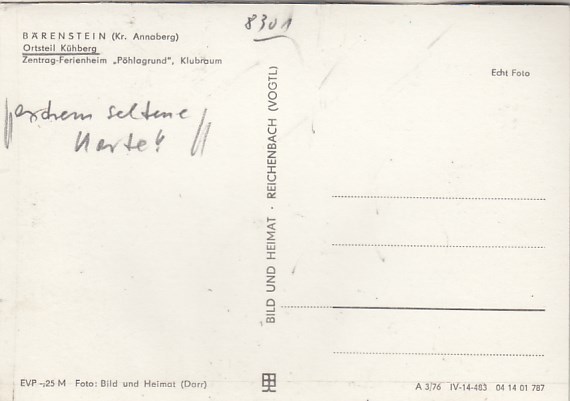 8301
BÄRENSTEIN (Kr. Annaberg)
Ortsteil Kühberg
Zentrag-Ferienheim „Pöhlagrund", Klubraum
Echt Foto
seltene
Karte!
BILD UND HEIMAT · REICHENBACH (VOGTL)
EVP -,25 M Foto: Bild und Heimat (Darr)
A 3/76 IV-14-483 04 14 01 787